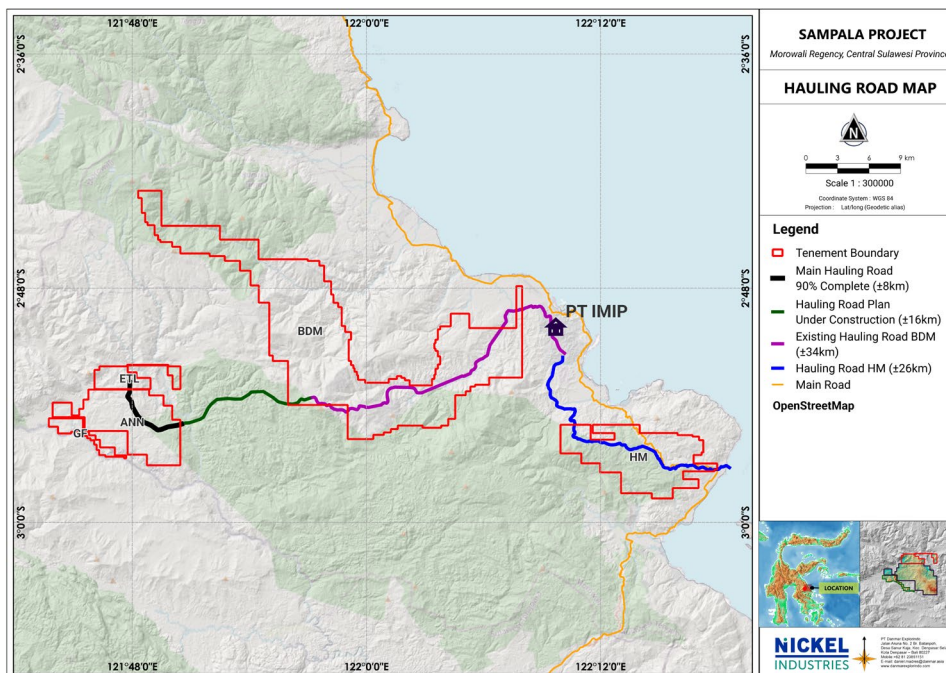 121°48'0"E
122°0'0"E
122°12'0"E
2°36'0"S
2°36'0"S
2°48'0"S
2°48'0"S
3°0'0"S
3°0'0"S
BDM
PT IMIP
ETL
ANN
GF
HM
121°48'0"E
122°0'0"E
122°12'0"E
SAMPALA PROJECT
Morowali Regency, Central Sulawesi Province
HAULING ROAD MAP
N
0 3 6 9 km
Scale 1 : 300000
Coordinate System : WGS 84
Projection : Lat/long (Geodetic alias)
Legend
Tenement Boundary
Main Hauling Road
90% Complete (±8km)
Hauling Road Plan
Under Construction (±16km)
Existing Hauling Road BDM
(±34km)
Hauling Road HM (±26km)
Main Road
OpenStreetMap
LOCATION
NiCKEL
INDUSTRIES